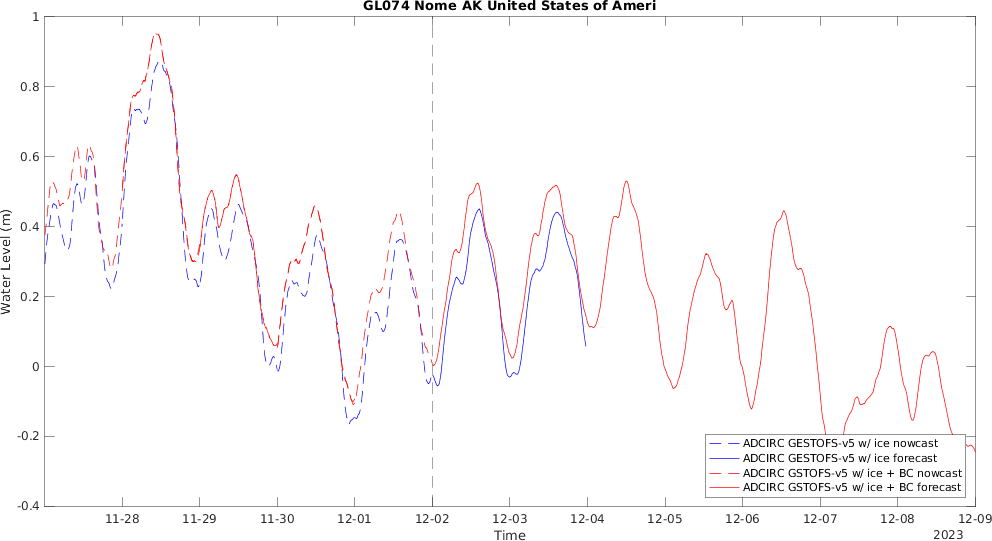 GL074 Nome AK United States of Ameri
Water Level (m)
1
0.8
0.6
0.4
0.2
0
-0.2
-0.4
ADCIRC GESTOFS-v5 w/ ice nowcast
ADCIRC GESTOFS-v5 w/ ice forecast
ADCIRC GSTOFS-v5 w/ ice + BC nowcast
ADCIRC GSTOFS-v5 w/ ice + BC forecast
11-28 11-29 11-30 12-01 12-02 12-03 12-04 12-05 12-06 12-07 12-08 12-09
Time
2023